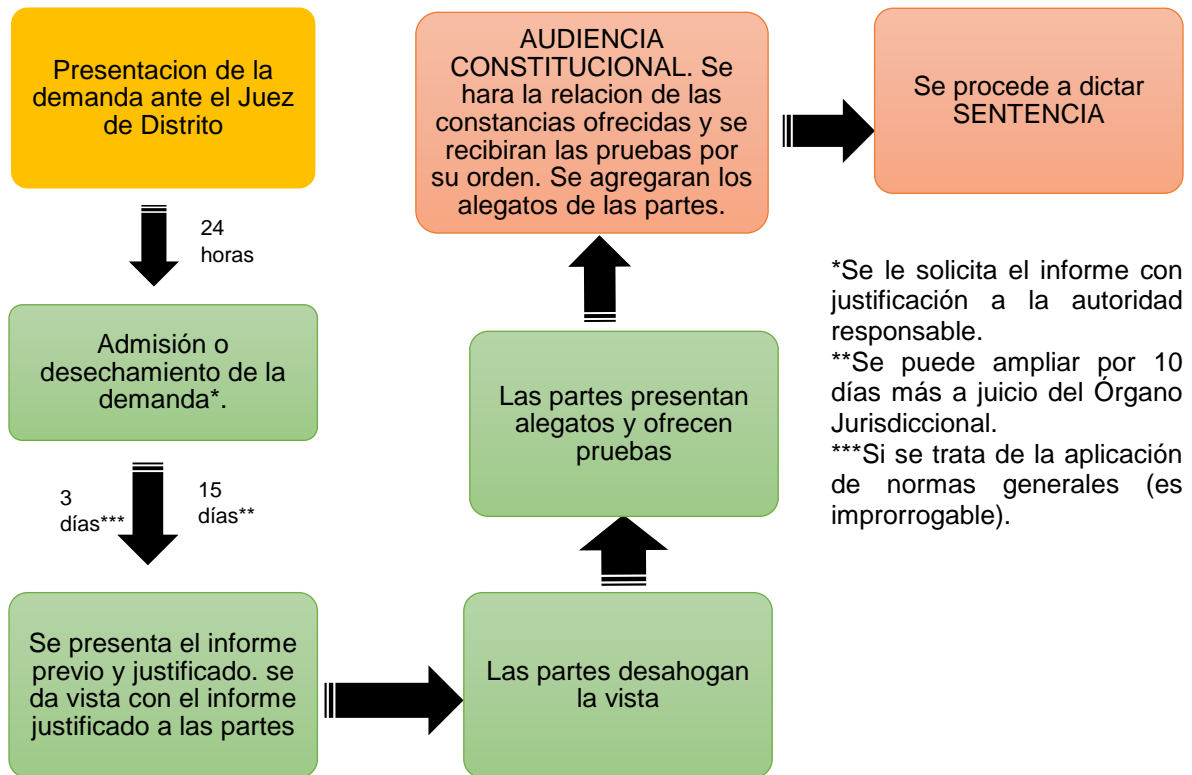 Presentacion de la
demanda ante el Juez
de Distrito
24
horas
Admisión o
desechamiento de la
demanda*.
3
días***
15
días**
Se presenta el informe
previo y justificado. se
da vista con el informe
justificado a las partes
Las partes desahogan
la vista
Las partes presentan
alegatos y ofrecen
pruebas
AUDIENCIA
CONSTITUCIONAL. Se
hara la relacion de las
constancias ofrecidas y se
recibiran las pruebas por
su orden. Se agregaran los
alegatos de las partes.
Se procede a dictar
SENTENCIA
*Se le solicita el informe con
justificación a la autoridad
responsable.
**Se puede ampliar por 10
días más a juicio del Órgano
Jurisdiccional.
***Si se trata de la aplicación
de normas generales (es
improrrogable).